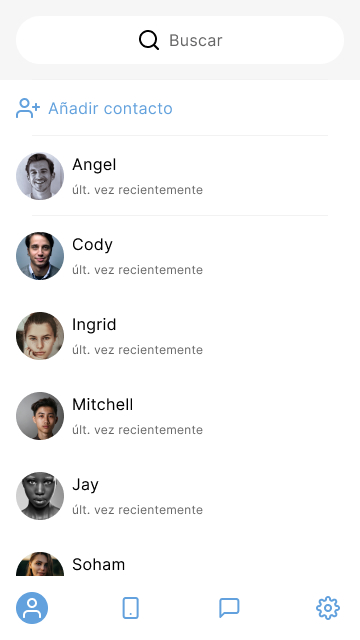 Buscar
Añadir contacto
Angel
últ. vez recientemente
Cody
últ. vez recientemente
Ingrid
últ. vez recientemente
Mitchell
últ. vez recientemente
Jay
últ. vez recientemente
Soham